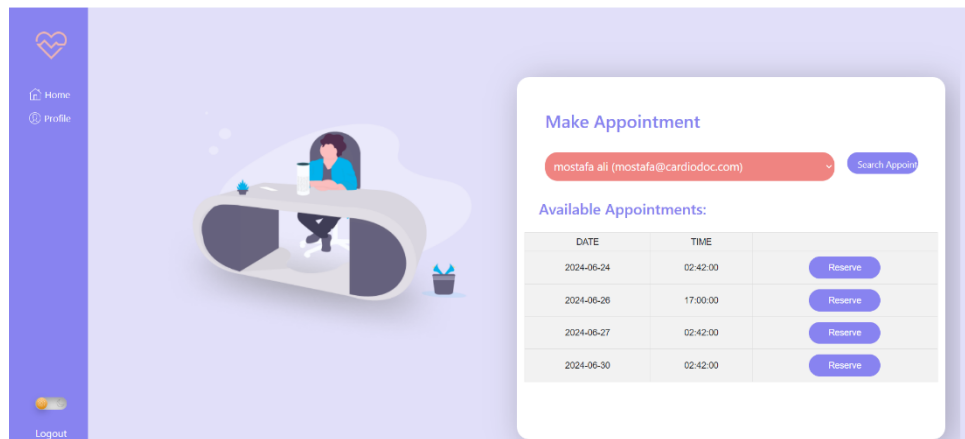 Home
Profile
Logout
Make Appointment
mostafa ali (mostafa@cardiodoc.com)
Search Appoint
Available Appointments:
DATE TIME
2024-06-24 02:42:00 Reserve
2024-06-26 17:00:00 Reserve
2024-06-27 02:42:00 Reserve
2024-06-30 02:42:00 Reserve